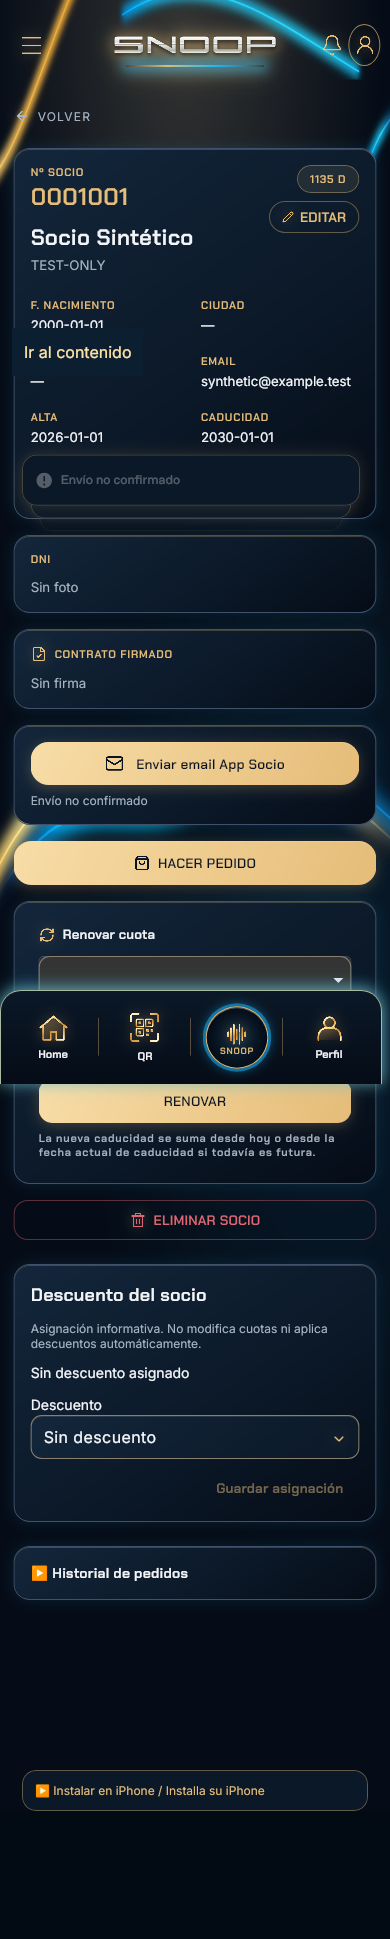 SNOOP
VOLVER
Nº SOCIO
0001001
1135 D
EDITAR
Socio Sintético
TEST-ONLY
F. NACIMIENTO
CIUDAD
2000-01-01
—
Ir al contenido
EMAIL
—
synthetic@example.test
ALTA
CADUCIDAD
2026-01-01
2030-01-01
Envío no confirmado
DNI
Sin foto
CONTRATO FIRMADO
Sin firma
Enviar email App Socio
Envío no confirmado
HACER PEDIDO
Renovar cuota
Home
QR
SNOOP
Perfil
RENOVAR
La nueva caducidad se suma desde hoy o desde la
fecha actual de caducidad si todavía es futura.
ELIMINAR SOCIO
Descuento del socio
Asignación informativa. No modifica cuotas ni aplica
descuentos automáticamente.
Sin descuento asignado
Descuento
Sin descuento
Guardar asignación
Historial de pedidos
Instalar en iPhone / Installa su iPhone